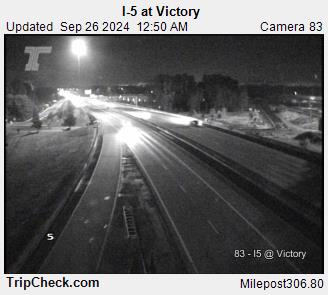 I-5 at Victory
Updated Sep 26 2024 12:50 AM Camera 83
T
S
83 - I5 @ Victory
TripCheck.com Milepost306.80